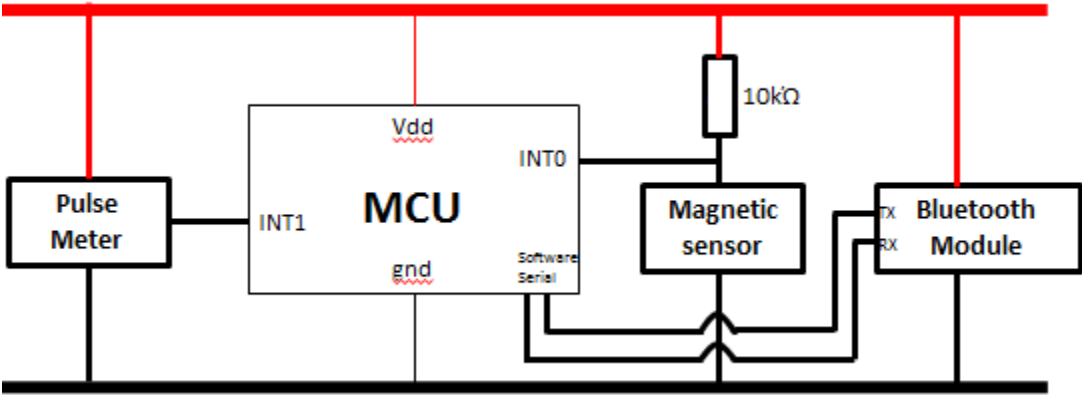 Vdd
10kΩ
INT0
Pulse
Meter
INT1
MCU
Magnetic
sensor
TX
RX
Bluetooth
Module
Software
Serial
gnd